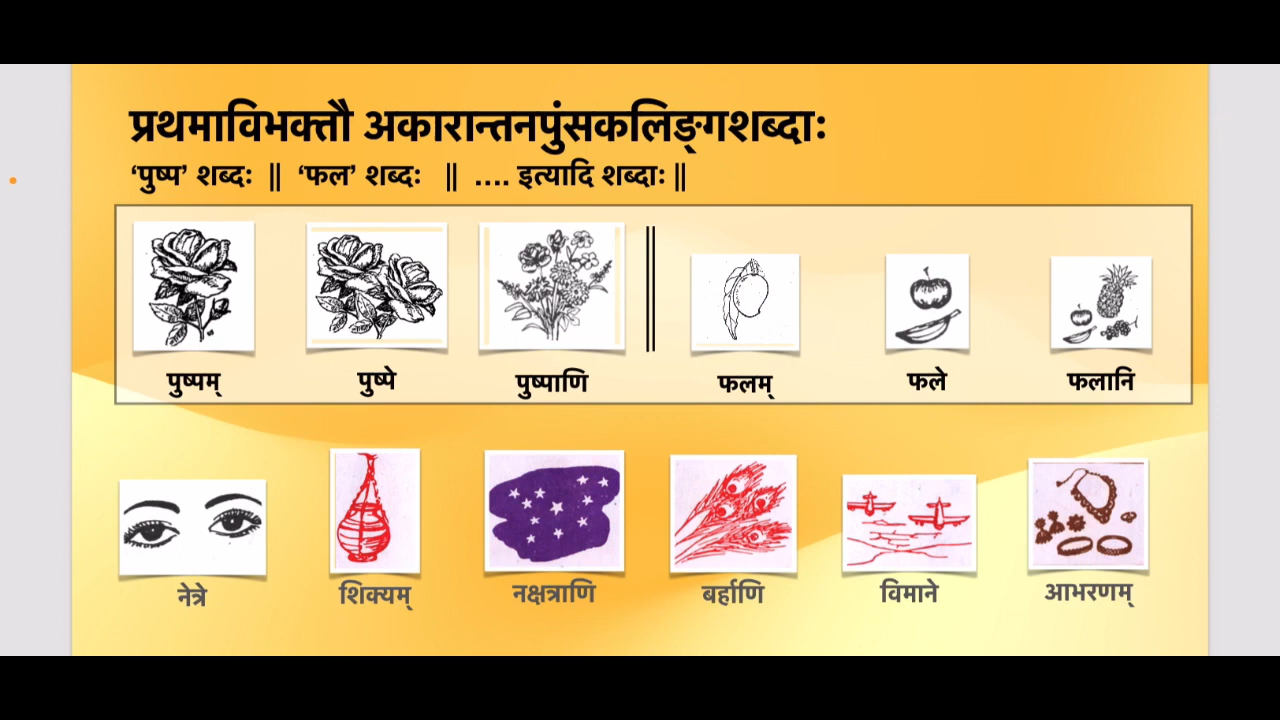 प्रथमाविभक्तौ अकारान्तनपुंसकलिङ्गशब्दाः
‘पुष्प’ शब्दः || ‘फल’ शब्दः || .... इत्यादि शब्दाः ||
पुष्पम् पुष्पे पुष्पाणि फलम् फले फलानि
नेत्रे शिक्यम् नक्षत्राणि बर्हाणि विमाने आभरणम्